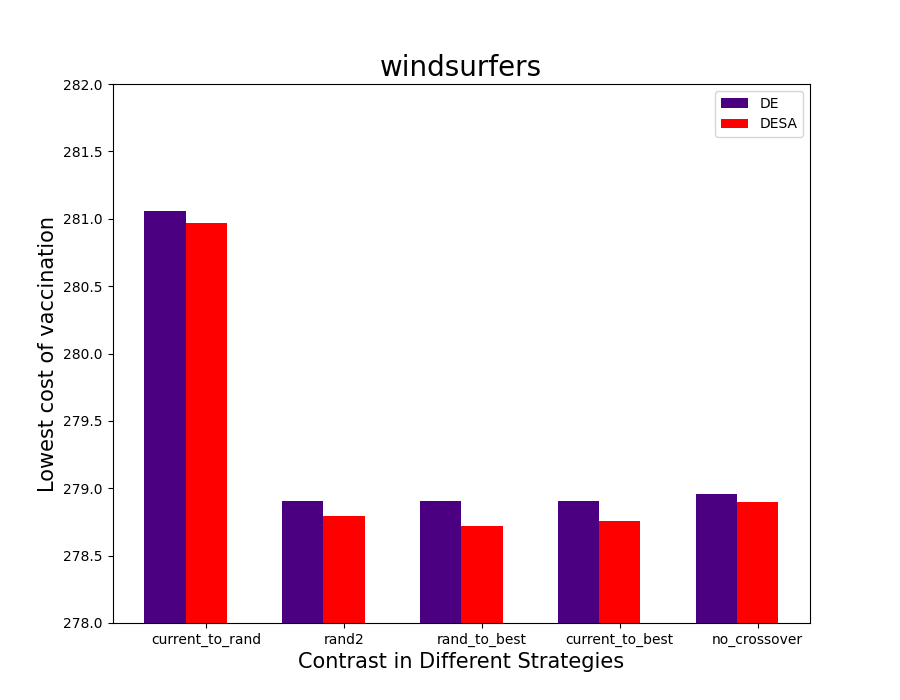 windsurfers
DE
DESA
Lowest cost of vaccination
282.0
281.5
281.0
280.5
280.0
279.5
279.0
278.5
278.0
current_to_rand
rand2
rand_to_best
current_to_best
no_crossover
Contrast in Different Strategies